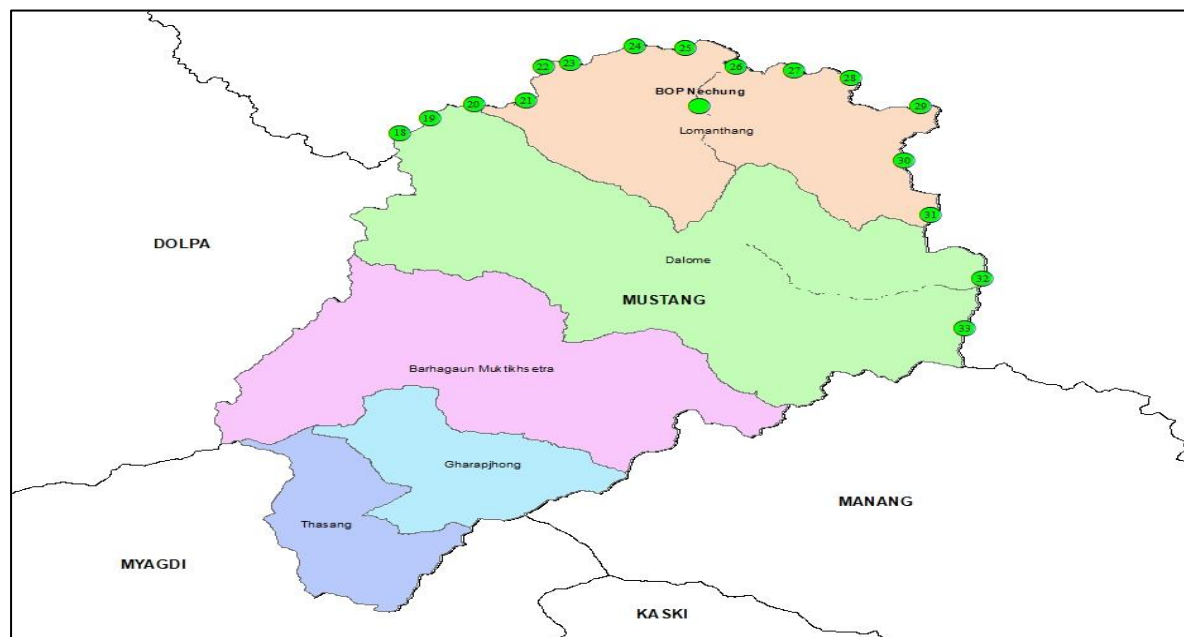 24
25
22
23
26
27
28
BOP Nechung
20
21
29
19
18
Lomanthang
30
31
DOLPA
Dalome
32
MUSTANG
33
Barhagaun Muktikhsetra
Gharapjhong
MANANG
Thasang
MYAGDI
KASKI